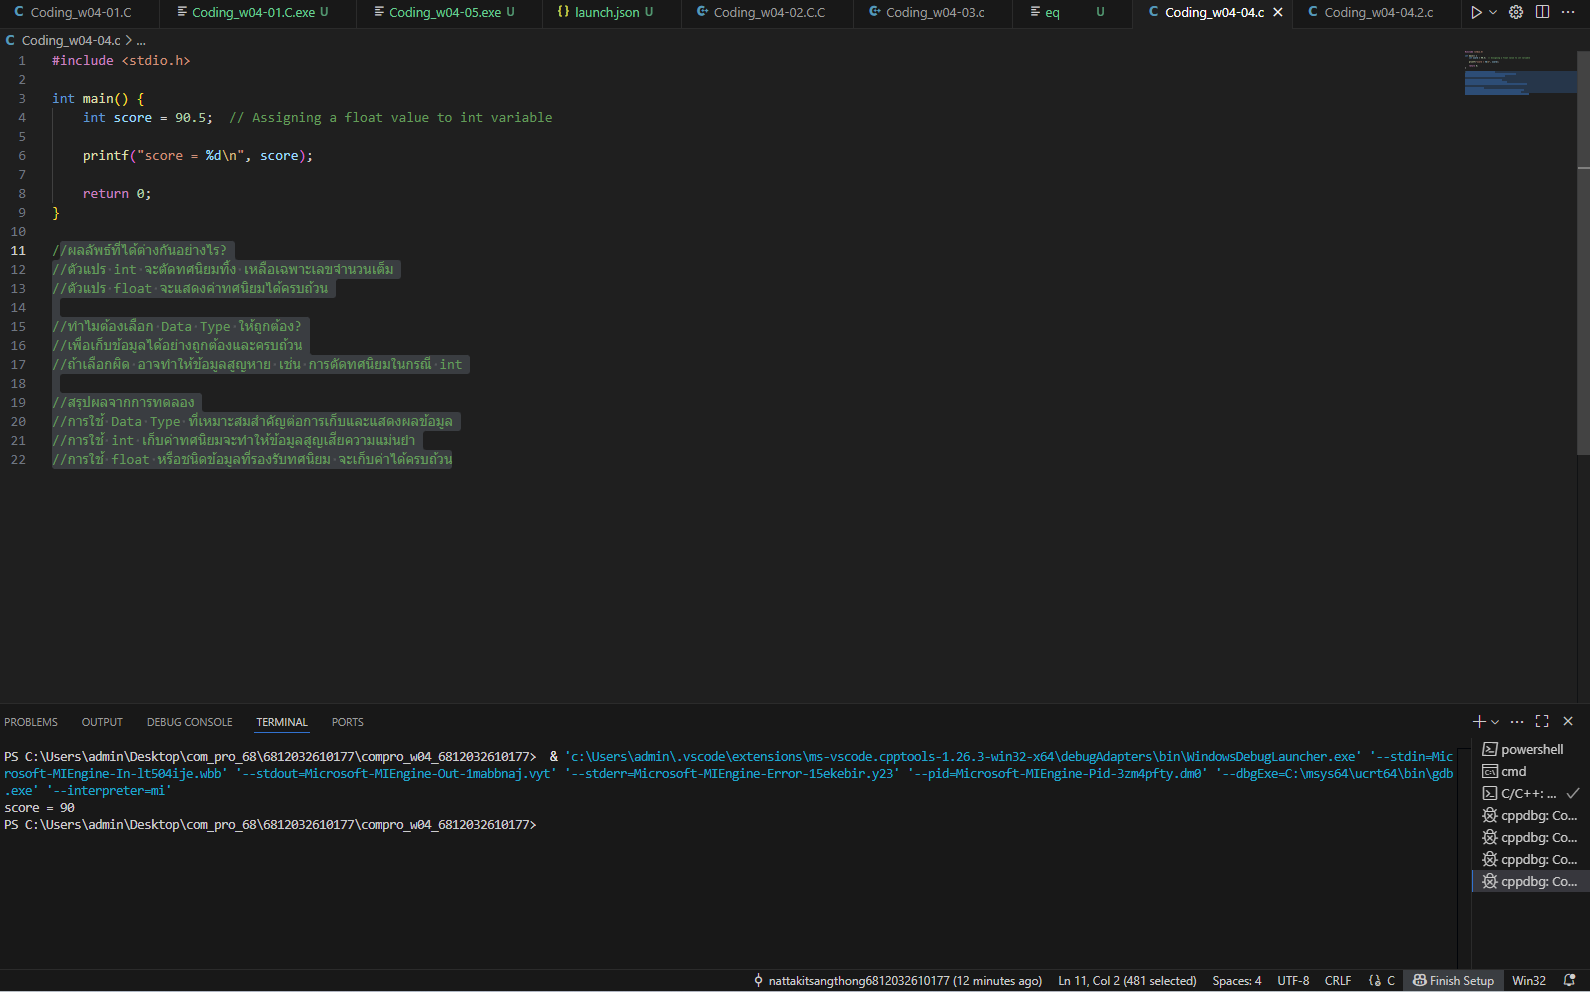 Coding_w04-01.C
Coding_w04-01.C.exe U
Coding_w04-05.exe U
launch.json U
Coding_w04-02.C.C
Coding_w04-03.c
eq U
Coding_w04-04.c
Coding_w04-04.2.c
Coding_w04-04.c > ...
1 #include <stdio.h>
2
3 int main() {
4 int score = 90.5; // Assigning a float value to int variable
5
6 printf("score = %d\n", score);
7
8 return 0;
9 }
10
11 //ผลลัพธ์ที่ได้ต่างกันอย่างไร?
12 //ตัวแปร int จะตัดทศนิยมทิ้ง เหลือเฉพาะเลขจำนวนเต็ม
13 //ตัวแปร float จะแสดงค่าทศนิยมได้ครบถ้วน
14
15 //ทำไมต้องเลือก Data Type ให้ถูกต้อง?
16 //เพื่อเก็บข้อมูลได้อย่างถูกต้องและครบถ้วน
17 //ถ้าเลือกผิด อาจทำให้ข้อมูลสูญหาย เช่น การตัดทศนิยมในกรณี int
18
19 //สรุปผลจากการทดลอง
20 //การใช้ Data Type ที่เหมาะสมสำคัญต่อการเก็บและแสดงผลข้อมูล
21 //การใช้ int เก็บค่าทศนิยมจะทำให้ข้อมูลสูญเสียความแม่นยำ
22 //การใช้ float หรือชนิดข้อมูลที่รองรับทศนิยม จะเก็บค่าได้ครบถ้วน
PROBLEMS OUTPUT DEBUG CONSOLE TERMINAL PORTS
PS C:\Users\admin\Desktop\com_pro_68\6812032610177\compro_w04_6812032610177> & 'c:\Users\admin\.vscode\extensions\ms-vscode.cpptools-1.26.3-win32-x64\debugAdapters\bin\WindowsDebugLauncher.exe' '--stdin=Mic
rosoft-MIEngine-In-lt504ije.wbb' '--stdout=Microsoft-MIEngine-Out-1mabbnaj.vyt' '--stderr=Microsoft-MIEngine-Error-15ekebir.y23' '--pid=Microsoft-MIEngine-Pid-3zm4pfty.dm0' '--dbgExe=C:\msys64\ucrt64\bin\gdb
.exe' '--interpreter=mi'
score = 90
PS C:\Users\admin\Desktop\com_pro_68\6812032610177\compro_w04_6812032610177>
powershell
cmd
C/C++: ...
cppdbg: Co...
cppdbg: Co...
cppdbg: Co...
cppdbg: Co...
nattakitsangthong6812032610177 (12 minutes ago) Ln 11, Col 2 (481 selected) Spaces: 4 UTF-8 CRLF C Finish Setup Win32